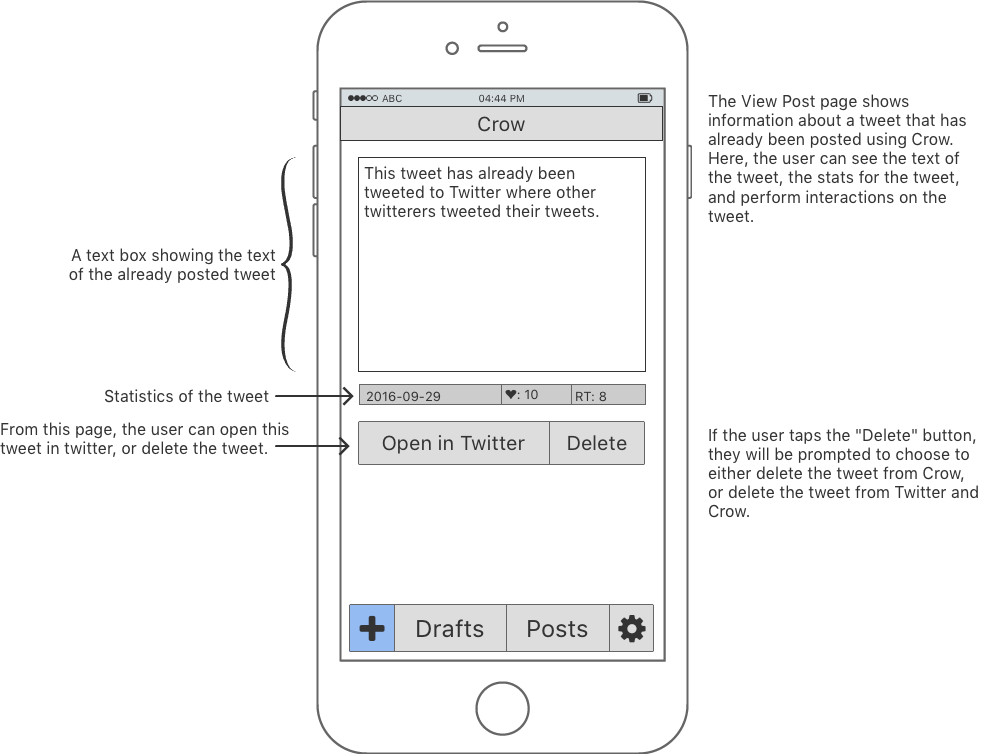 ABC 04:44 PM
Crow
This tweet has already been
tweeted to Twitter where other
twitterers tweeted their tweets.
A text box showing the text
of the already posted tweet
Statistics of the tweet
2016-09-29 ♥: 10 RT: 8
From this page, the user can open this
tweet in twitter, or delete the tweet.
Open in Twitter Delete
Drafts Posts
The View Post page shows
information about a tweet that has
already been posted using Crow.
Here, the user can see the text of
the tweet, the stats for the tweet,
and perform interactions on the
tweet.
If the user taps the "Delete" button,
they will be prompted to choose to
either delete the tweet from Crow,
or delete the tweet from Twitter and
Crow.